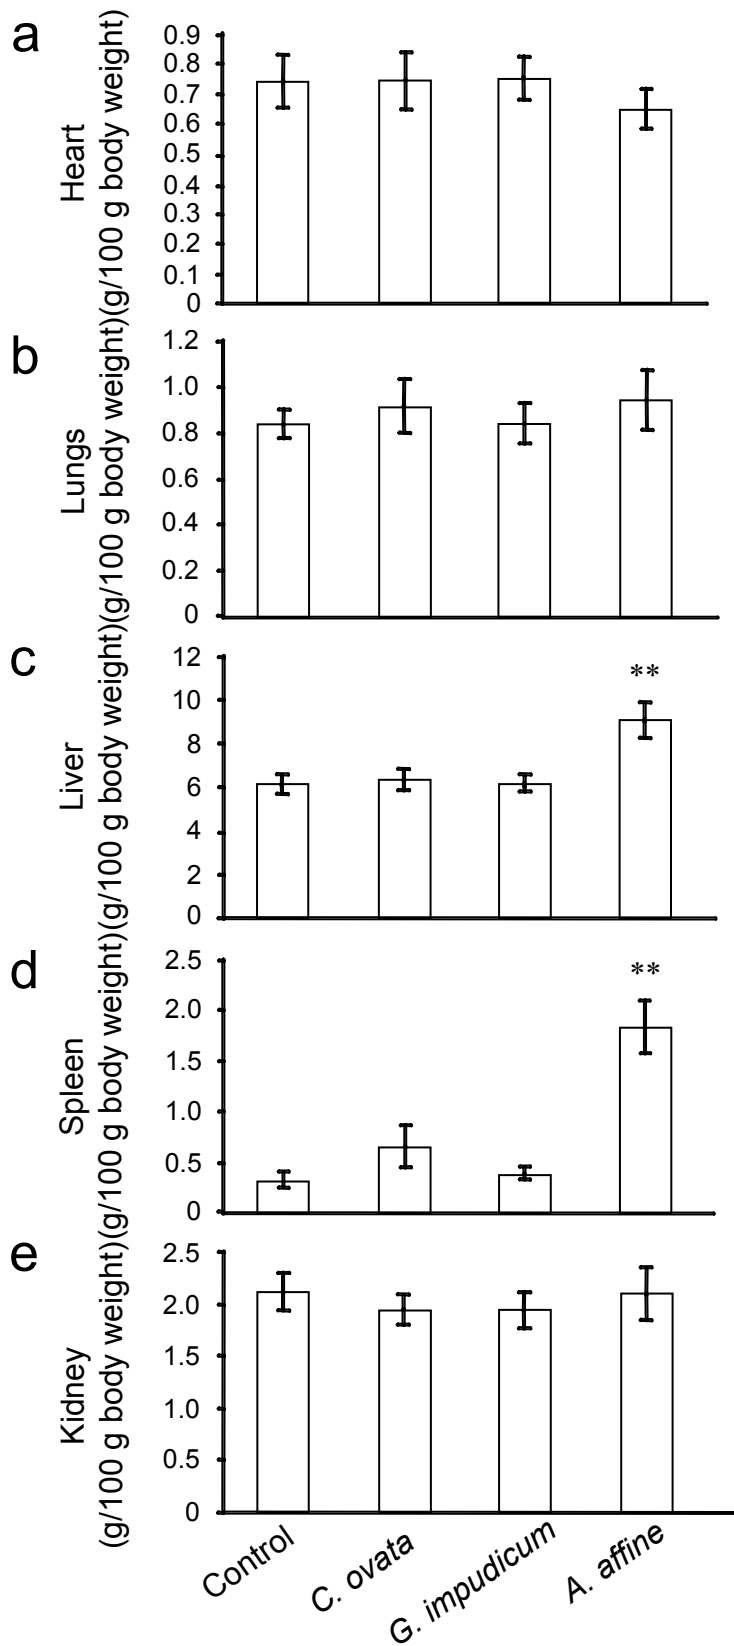 a
Heart
(g/100 g body weight)
0.9
0.8
0.7
0.6
0.5
0.4
0.3
0.2
0.1
0
b
Lungs
(g/100 g body weight)
1.2
1.0
0.8
0.6
0.4
0.2
0
c
Liver
(g/100 g body weight)
12
10
8
6
4
2
0
**
d
Spleen
(g/100 g body weight)
2.5
2.0
1.5
1.0
0.5
0
**
e
Kidney
(g/100 g body weight)
2.5
2.0
1.5
1.0
0.5
0
Control
C. ovata
G. impudicum
A. affine